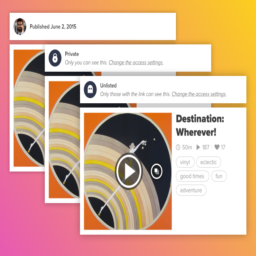 Published June 2, 2015
Private
Only you can see this. Change the access settings.
Unlisted
Only those with the link can see this. Change the access settings.
Destination:
Wherever!
50m 187 17
vinyl eclectic
good times fun
adventure